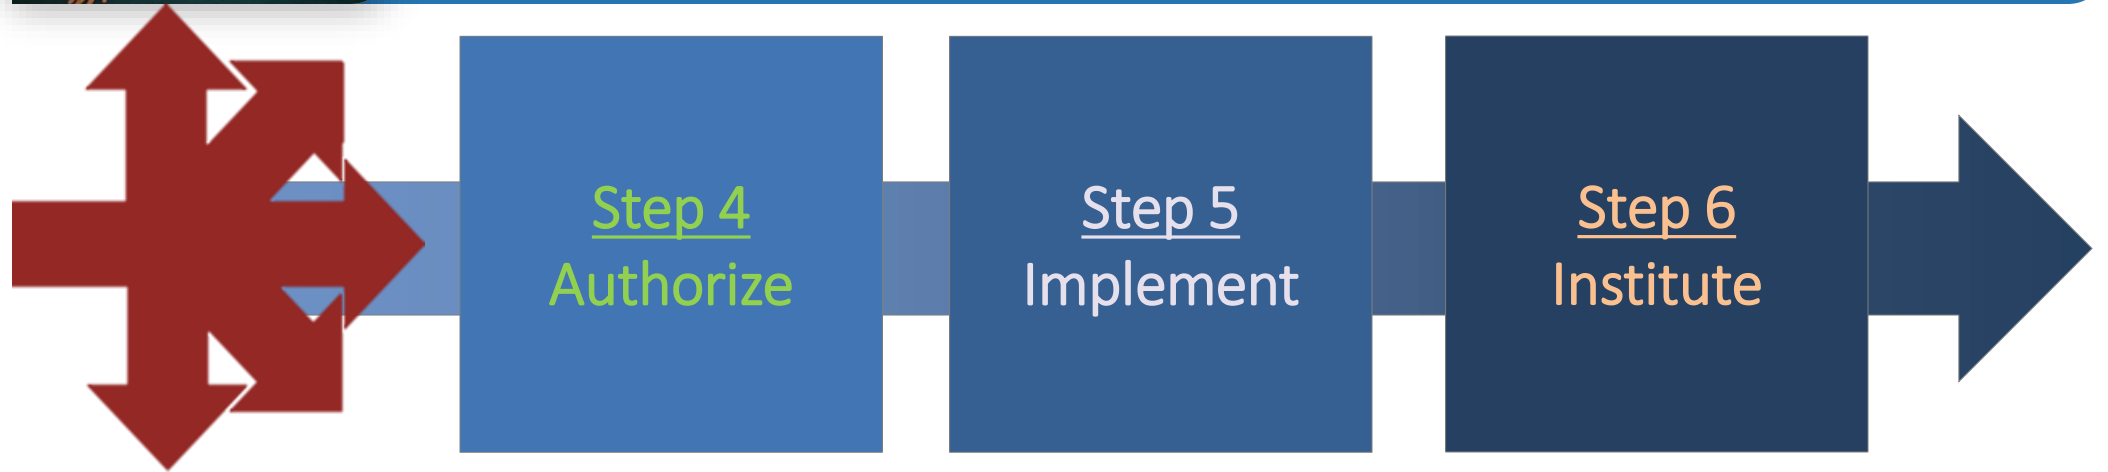 Step 4
Authorize
Step 5
Implement
Step 6
Institute